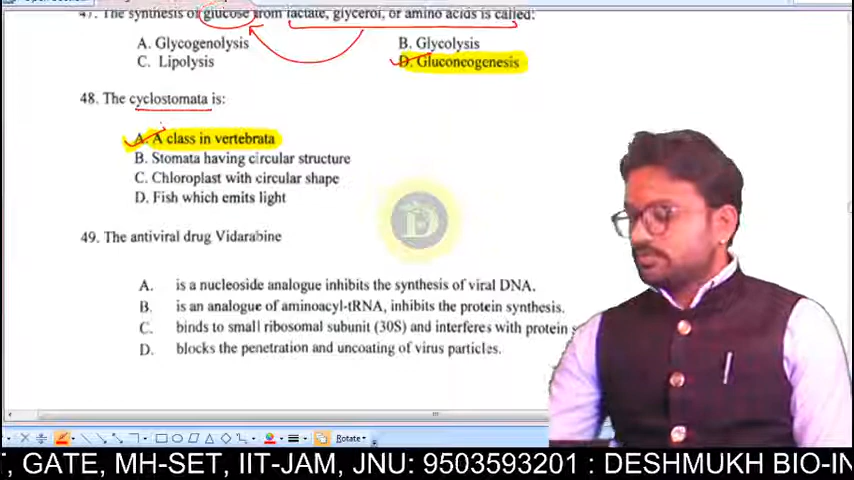 47. The synthesis of glucose from lactate, glycerol, or amino acids is called:
A. Glycogenolysis
B. Glycolysis
C. Lipolysis
D. Gluconeogenesis
48. The cyclostomata is:
A. A class in vertebrata
B. Stomata having circular structure
C. Chloroplast with circular shape
D. Fish which emits light
49. The antiviral drug Vidarabine
A. is a nucleoside analogue inhibits the synthesis of viral DNA.
B. is an analogue of aminoacyl-tRNA, inhibits the protein synthesis.
C. binds to small ribosomal subunit (30S) and interferes with protein
D. blocks the penetration and uncoating of virus particles.
D
Rotate
T, GATE, MH-SET, IIT-JAM, JNU: 9503593201 : DESHMUKH BIO-IN